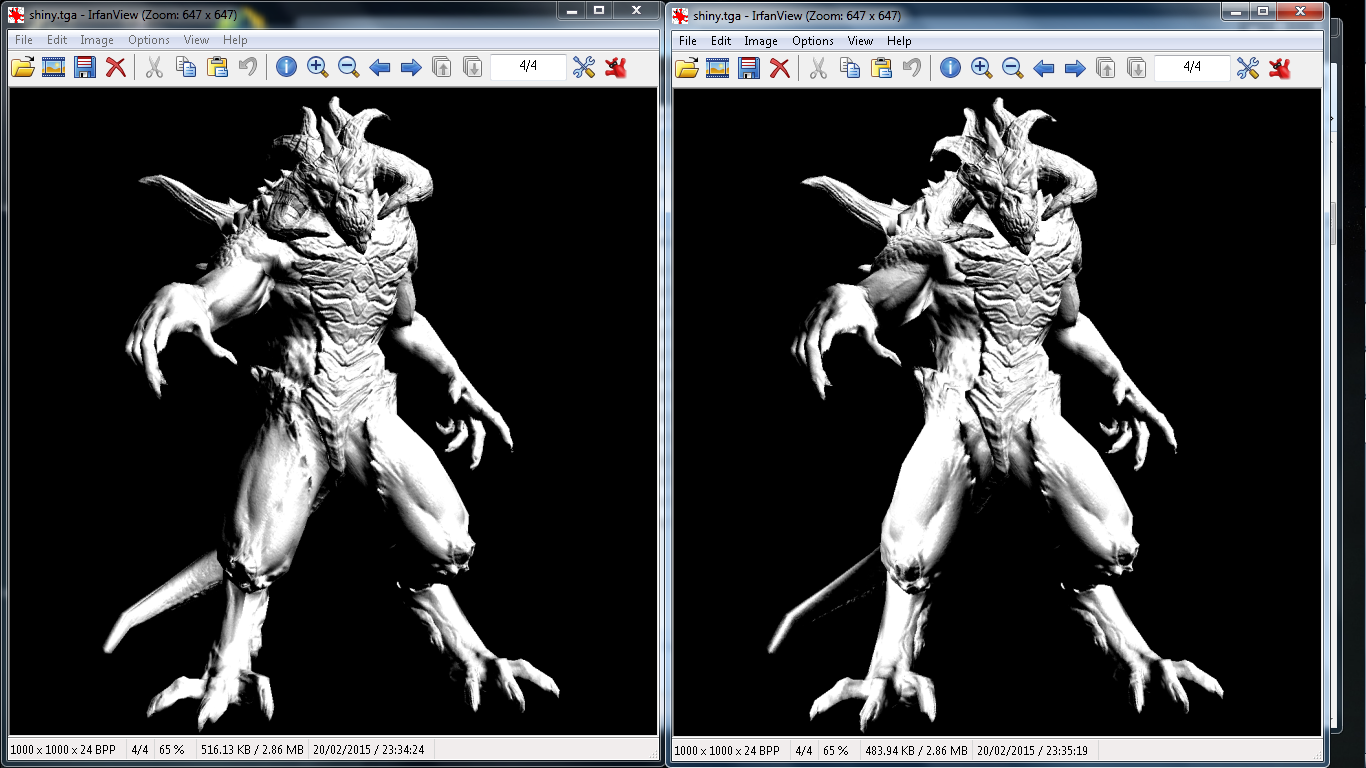 shiny.tga - IrfanView (Zoom: 647 x 647)
File Edit Image Options View Help
4/4
1000 x 1000 x 24 BPP 4/4 65 % 516.13 KB / 2.86 MB 20/02/2015 / 23:34:24
shiny.tga - IrfanView (Zoom: 647 x 647)
File Edit Image Options View Help
4/4
1000 x 1000 x 24 BPP 4/4 65 % 483.94 KB / 2.86 MB 20/02/2015 / 23:35:19